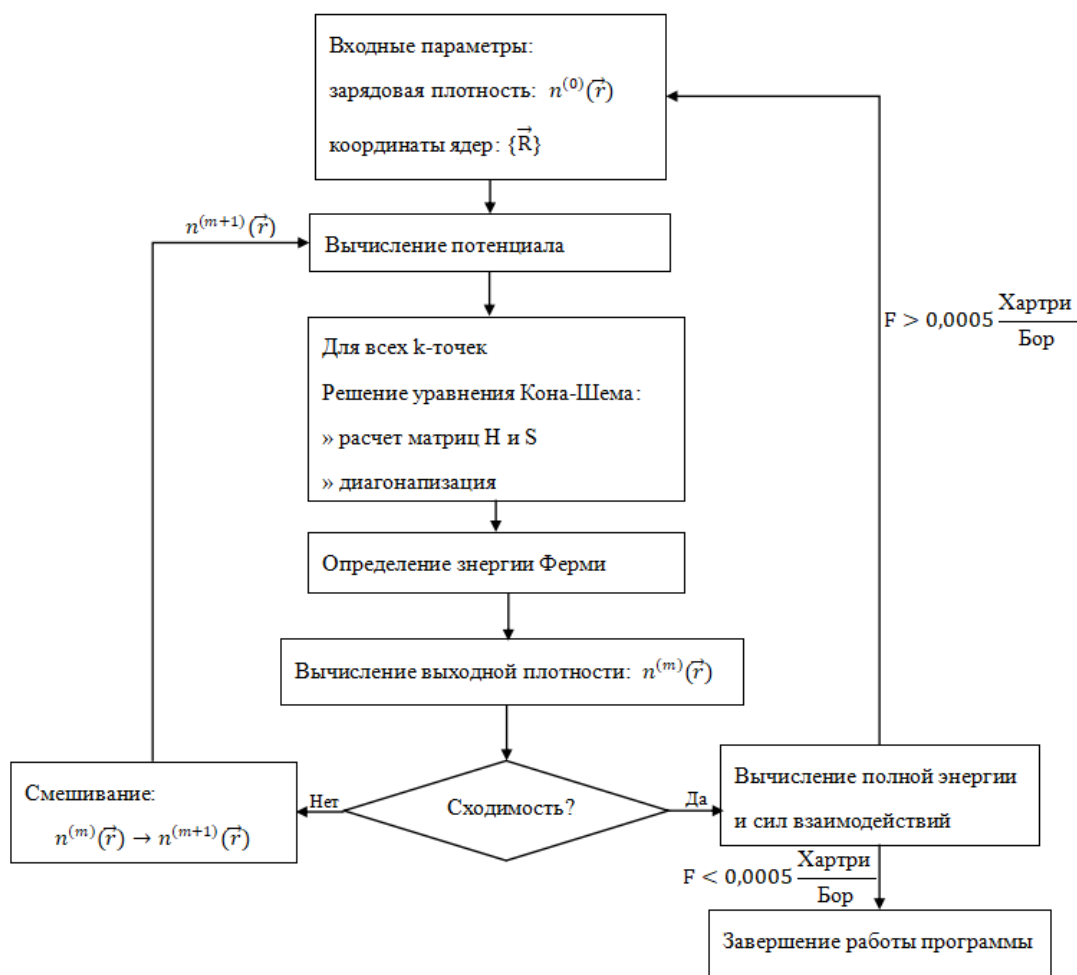 Входные параметры:
зарядовая плотность: n⁽⁰⁾(r⃗)
координаты ядер: {R⃗}
n⁽ᵐ⁺¹⁾(r⃗)
Вычисление потенциала
F > 0,0005 Хартри/Бор
Для всех k-точек
Решение уравнения Кона-Шема:
» расчет матриц H и S
» диагонапизация
Определение знергии Ферми
Вычисление выходной плотности: n⁽ᵐ⁾(r⃗)
Смешивание:
n⁽ᵐ⁾(r⃗) → n⁽ᵐ⁺¹⁾(r⃗)
Нет
Сходимость?
Да
Вычисление полной энергии
и сил взаимодействий
F < 0,0005 Хартри/Бор
Завершение работы программы